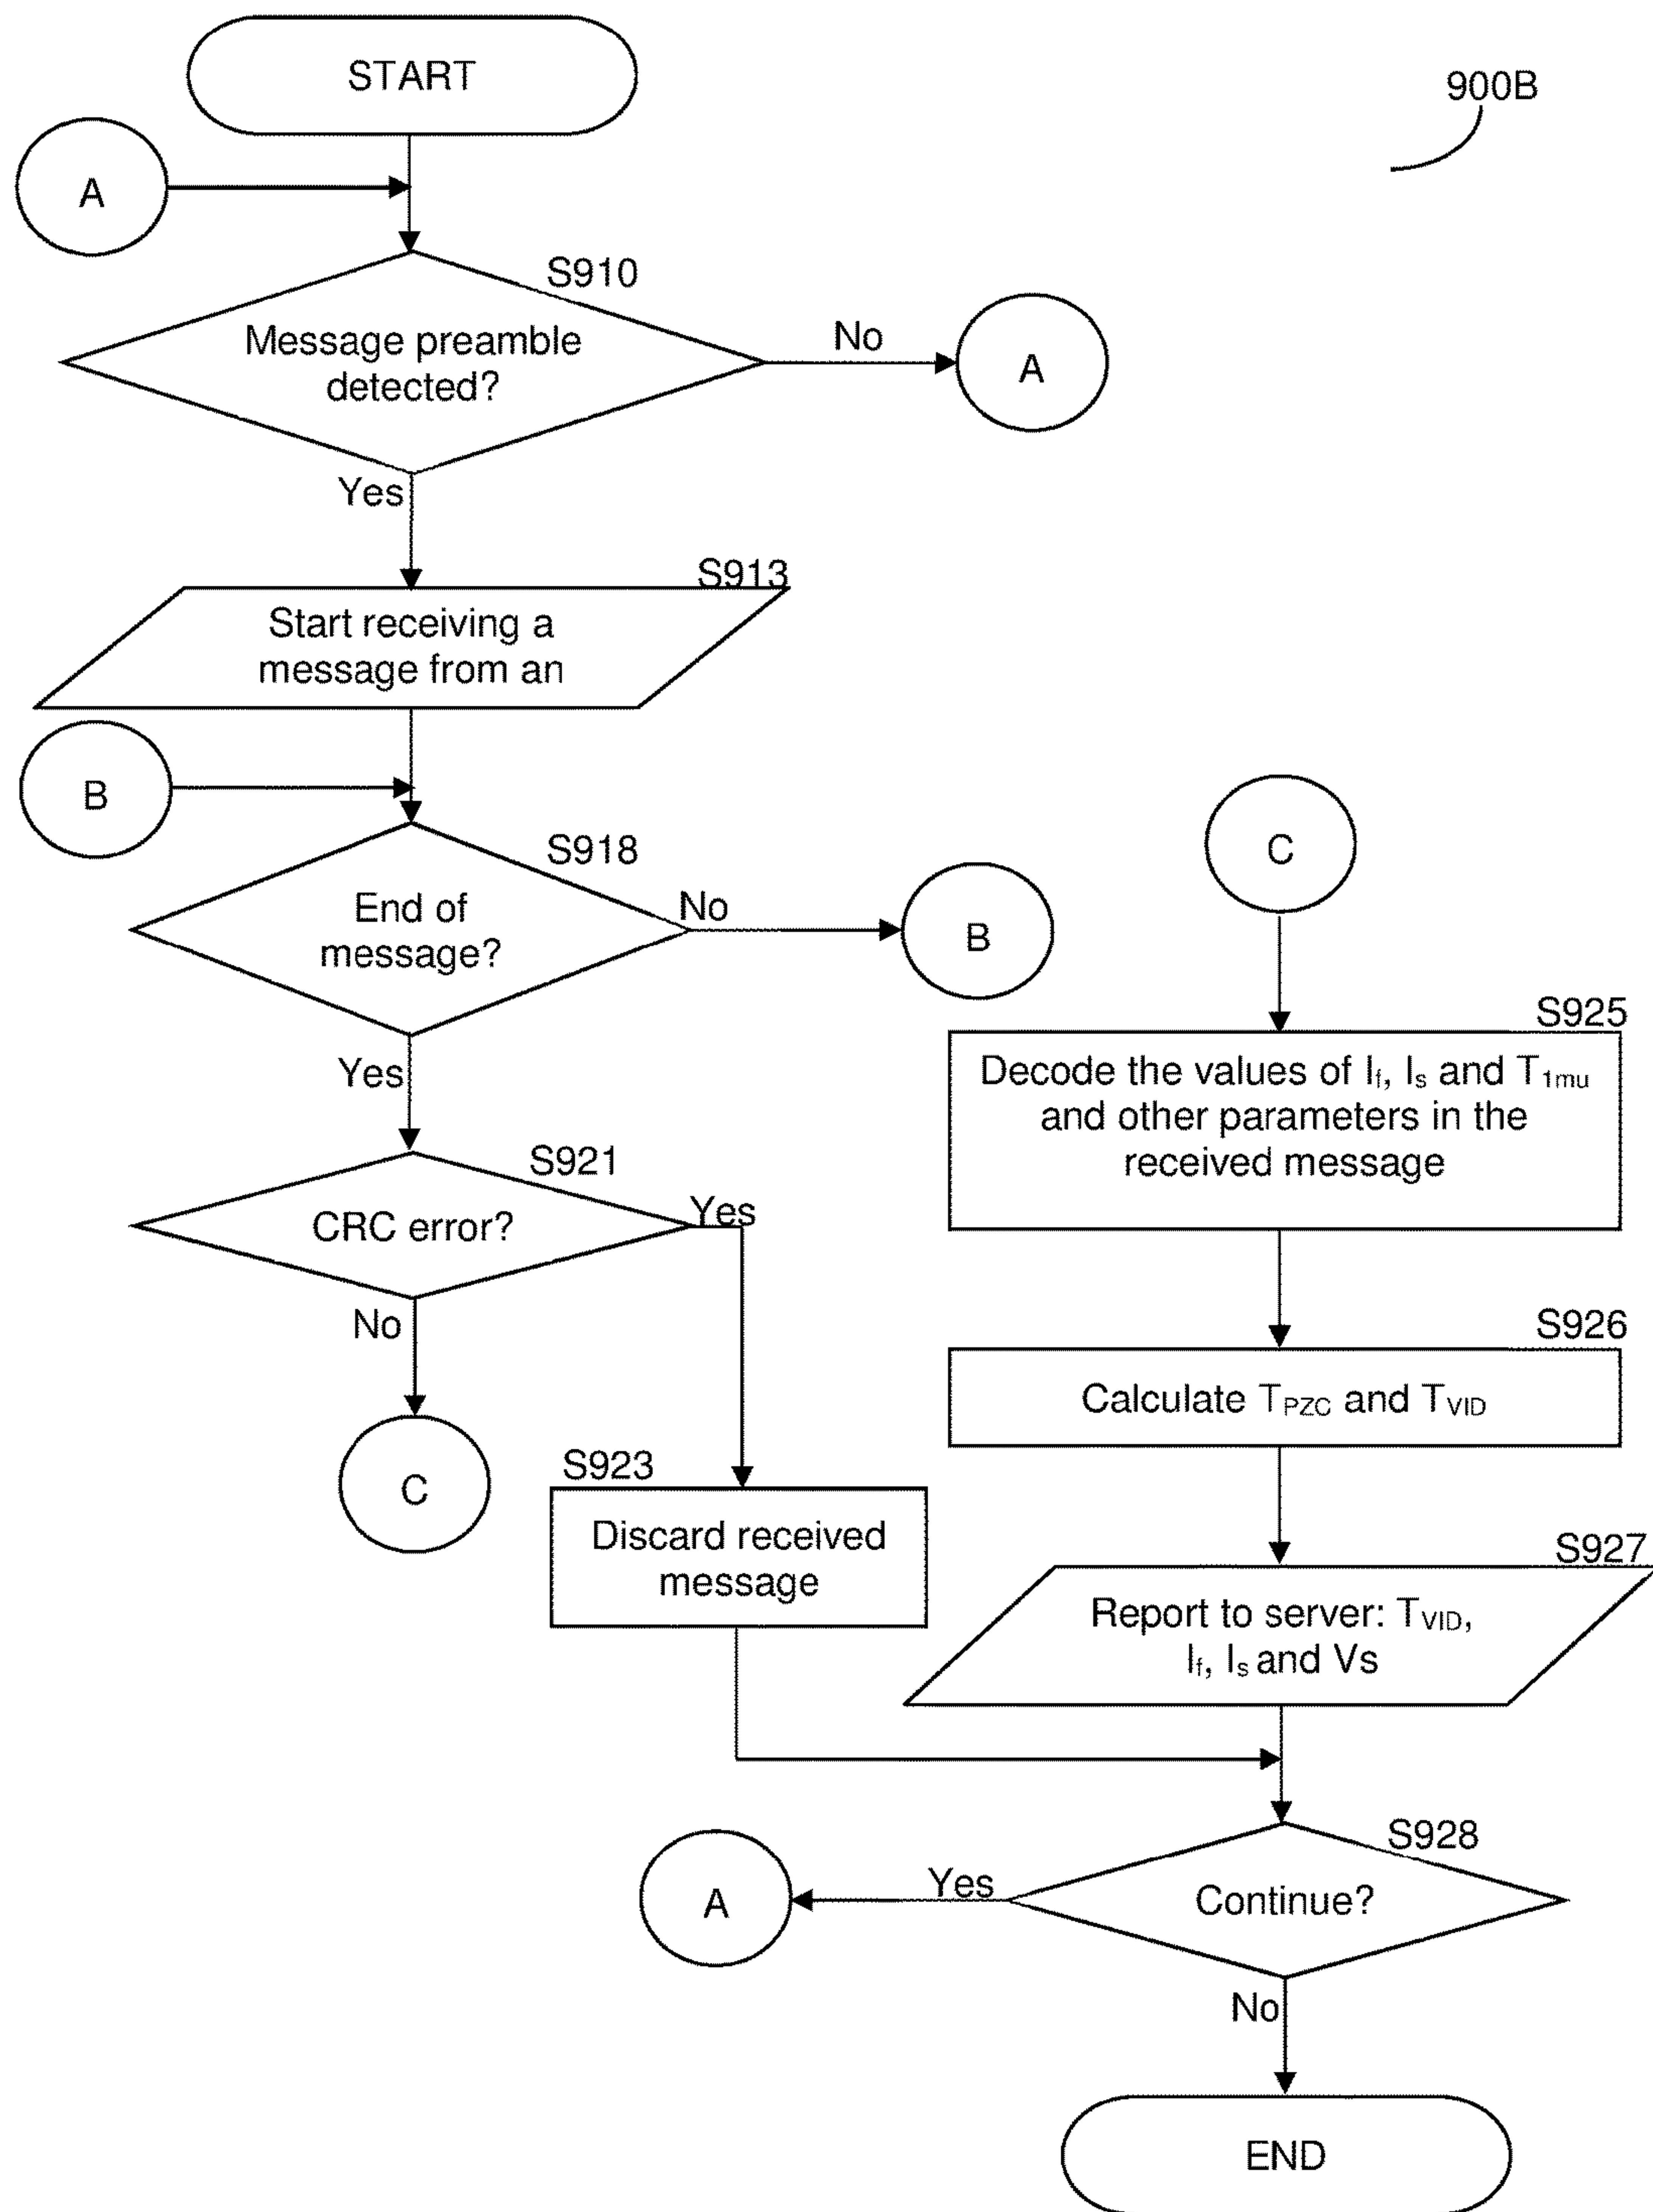 START
900B
A
S910
Message preamble
detected?
No
A
Yes
S913
Start receiving a
message from an
B
S918
End of
message?
No
B
Yes
S921
CRC error?
Yes
No
C
S923
Discard received
message
C
S925
Decode the values of If, Is and T1mu
and other parameters in the
received message
S926
Calculate TPZC and TVID
S927
Report to server: TVID,
If, Is and Vs
S928
Continue?
Yes
A
No
END